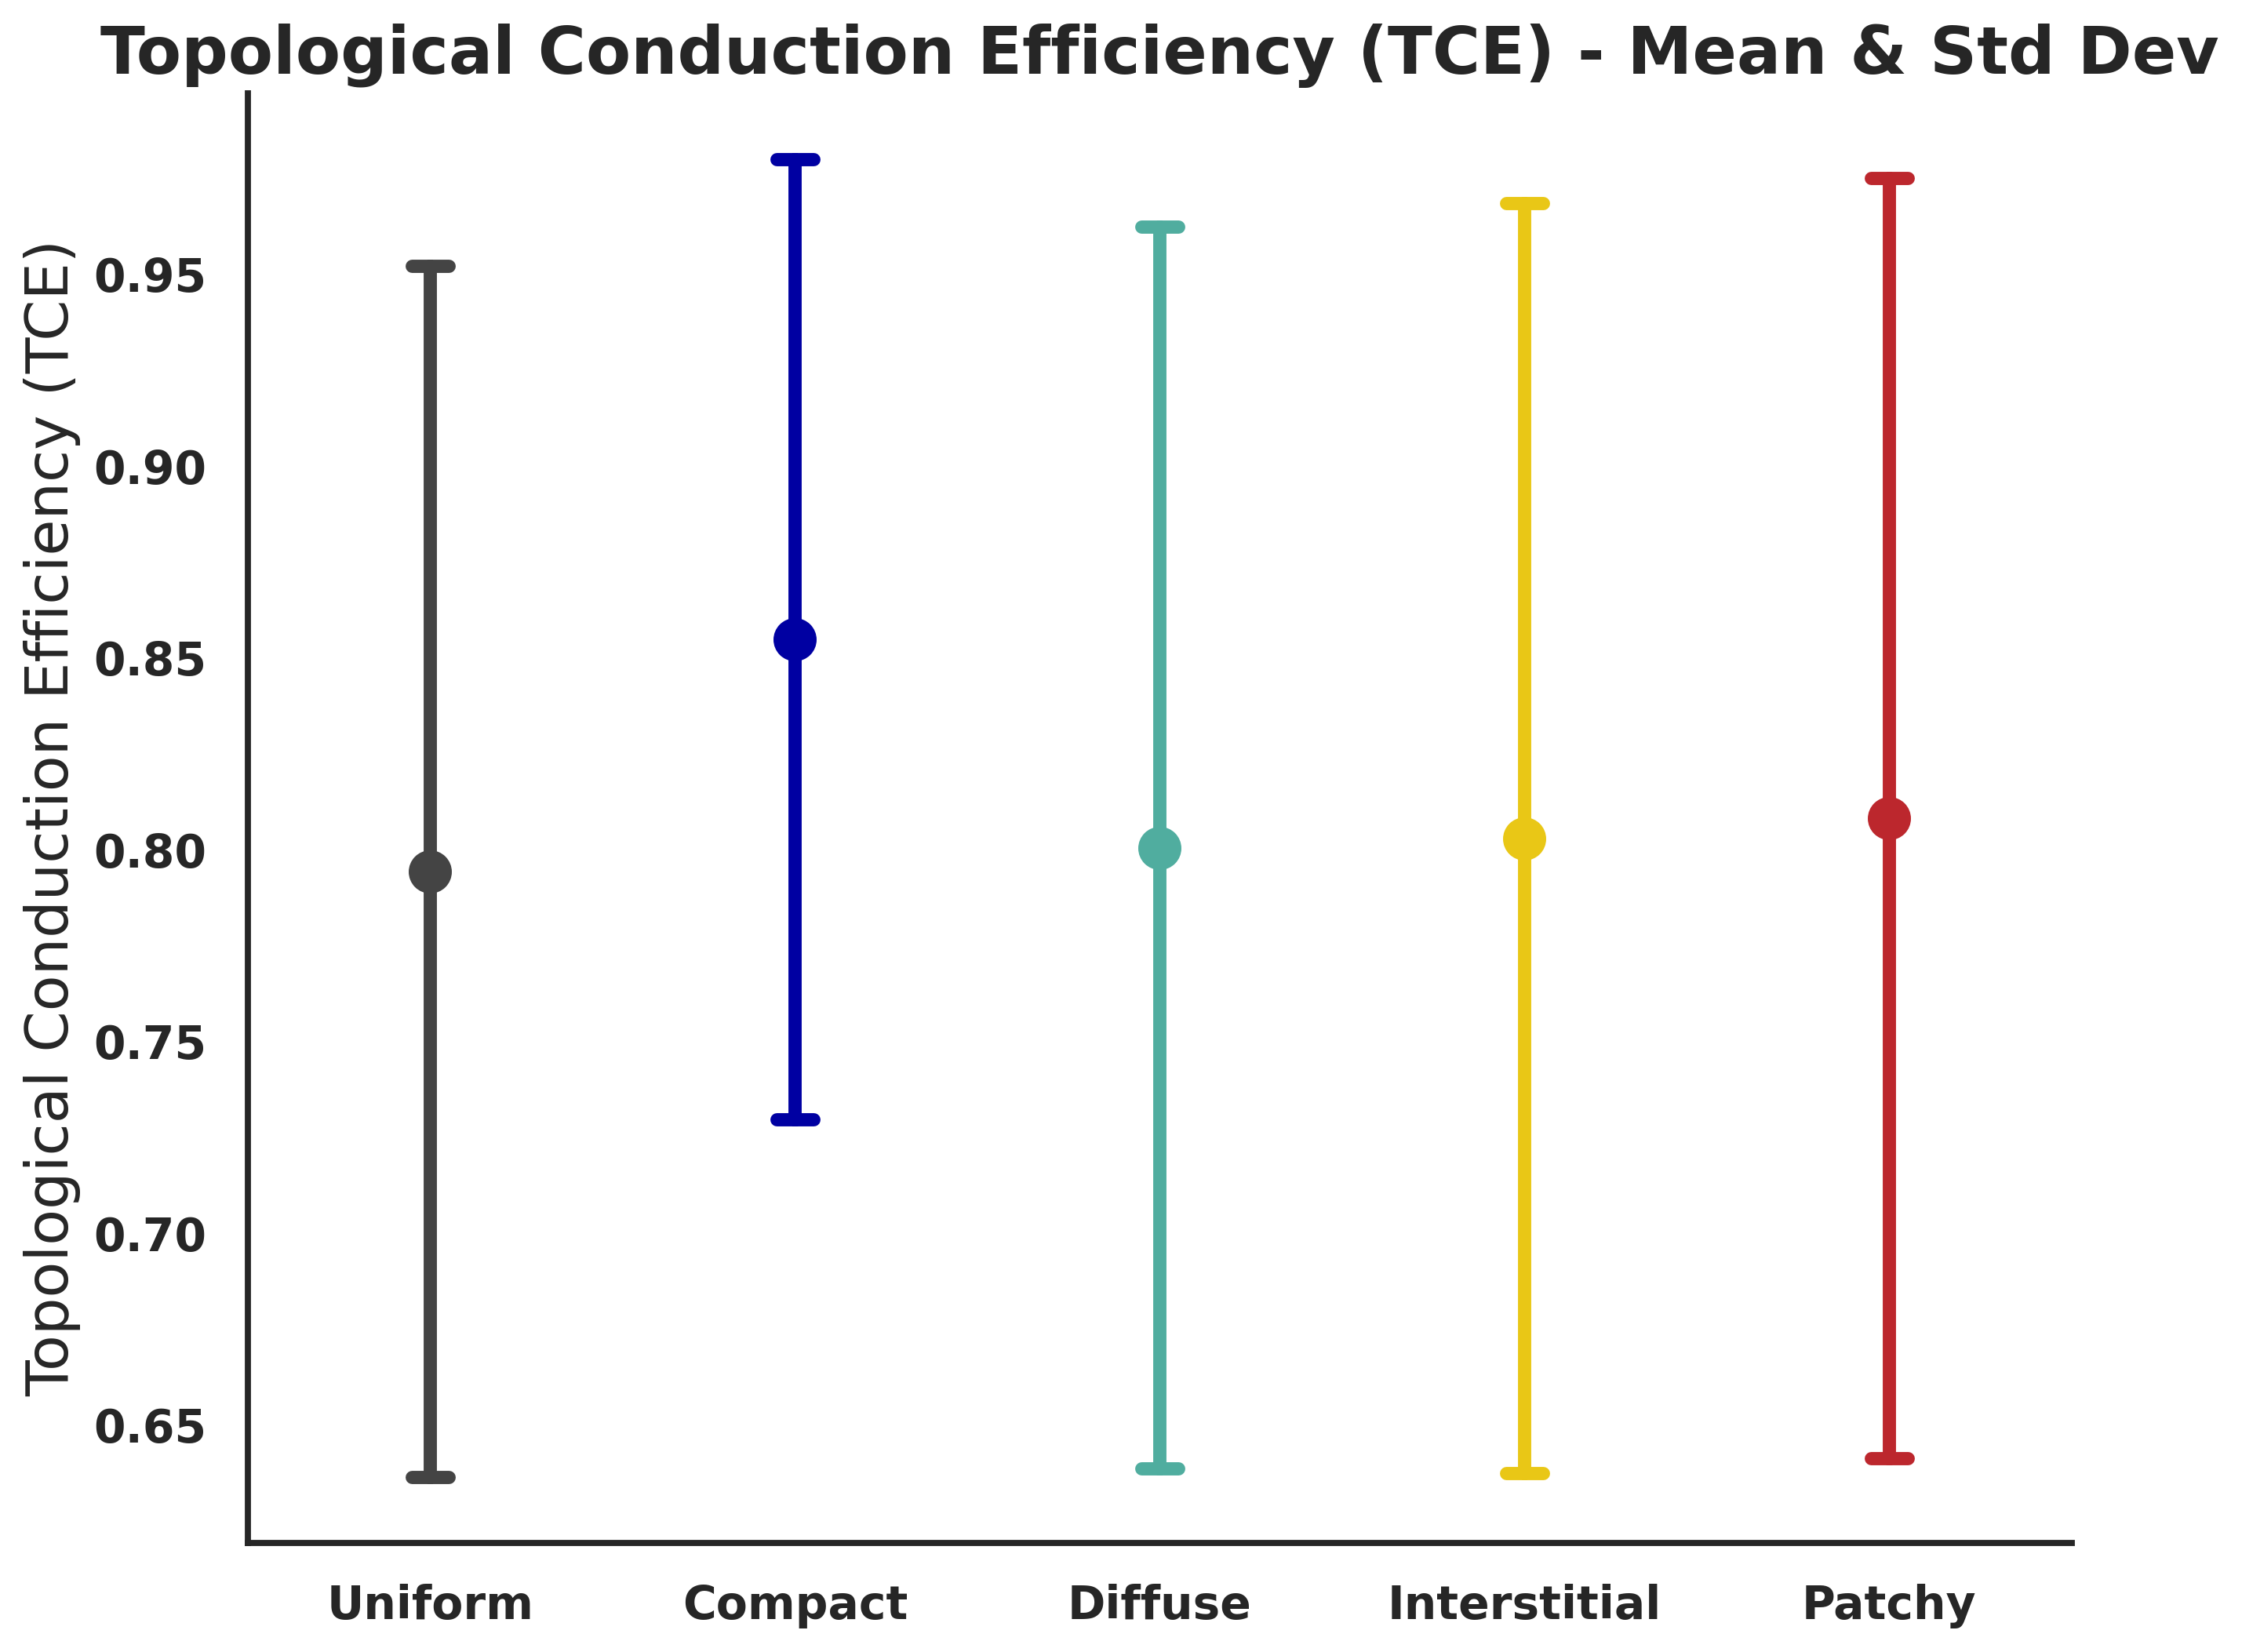 Topological Conduction Efficiency (TCE) - Mean & Std Dev
Topological Conduction Efficiency (TCE)
0.95
0.90
0.85
0.80
0.75
0.70
0.65
Uniform
Compact
Diffuse
Interstitial
Patchy